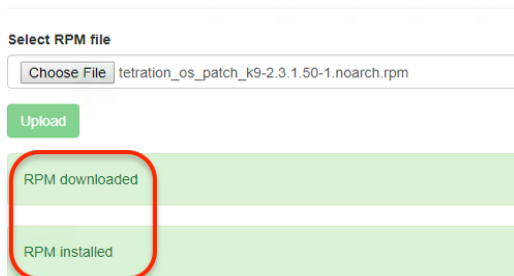 Select RPM file
Choose File tetration_os_patch_k9-2.3.1.50-1.noarch.rpm
Upload
RPM downloaded
RPM installed